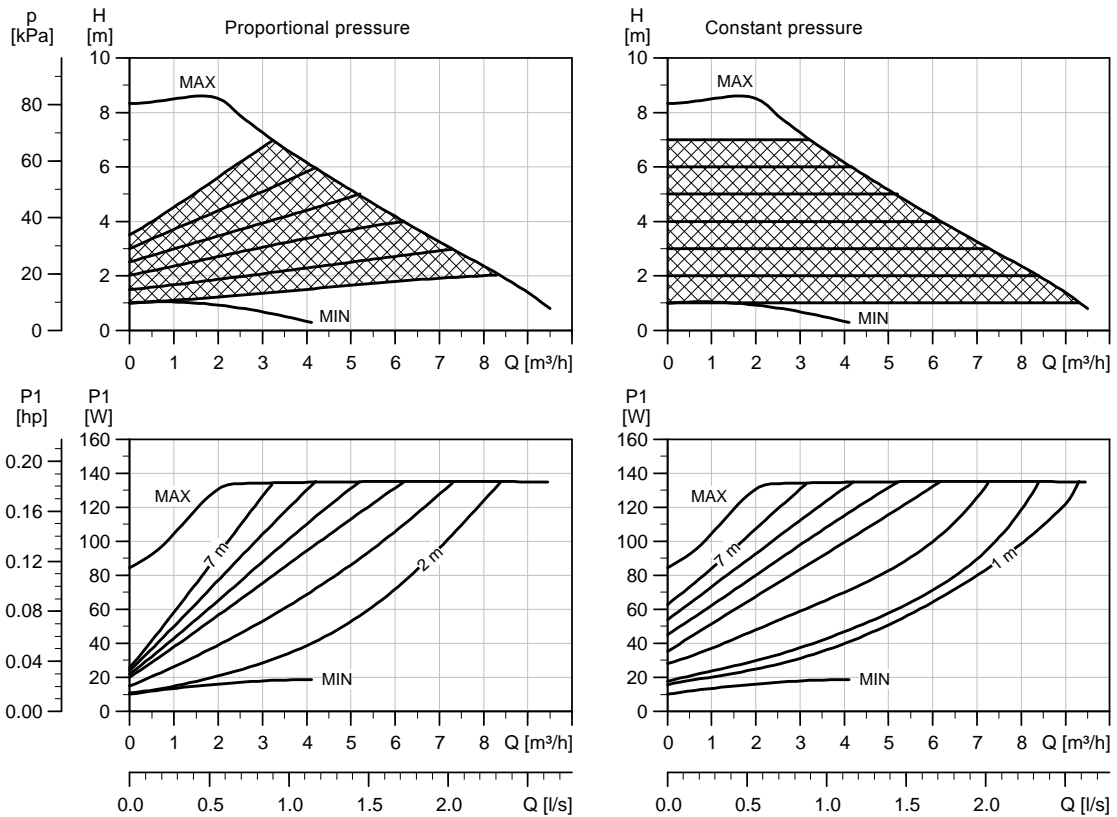 p H Proportional pressure H Constant pressure
[kPa] [m] [m]
10 10
MAX MAX
80 8 8
60 6 6
40 4 4
20 2 2
MIN MIN
0 0 0
0 1 2 3 4 5 6 7 8 Q [m³/h] 0 1 2 3 4 5 6 7 8 Q [m³/h]
P1 P1 P1
[hp] [W] [W]
160 160
0.20 140 140
MAX MAX
0.16 120 120
0.12 100 100
7 m 2 m 7 m 1 m
80 80
0.08 60 60
0.04 40 40
20 MIN 20 MIN
0.00 0 0
0 1 2 3 4 5 6 7 8 Q [m³/h] 0 1 2 3 4 5 6 7 8 Q [m³/h]
0.0 0.5 1.0 1.5 2.0 Q [l/s] 0.0 0.5 1.0 1.5 2.0 Q [l/s]